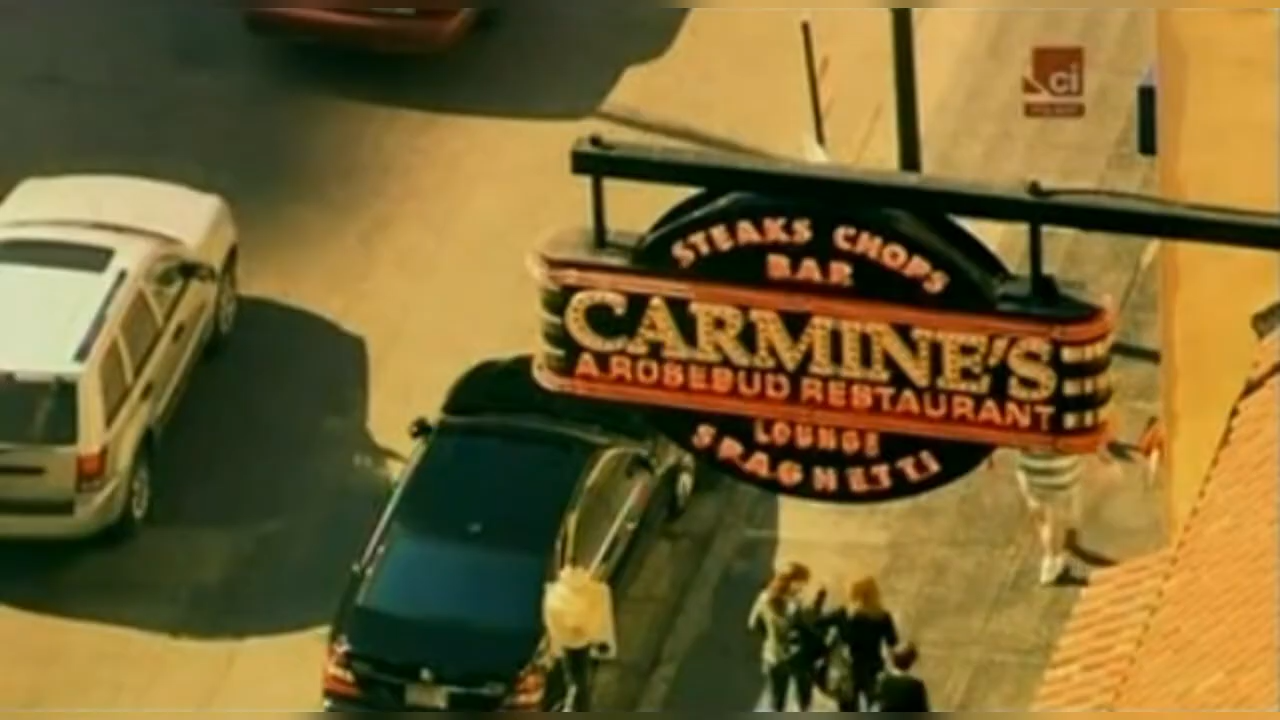 ci
STEAKS CHOPS
BAR
CARMINE'S
A ROSEBUD RESTAURANT
LOUNGE
SPAGHETTI